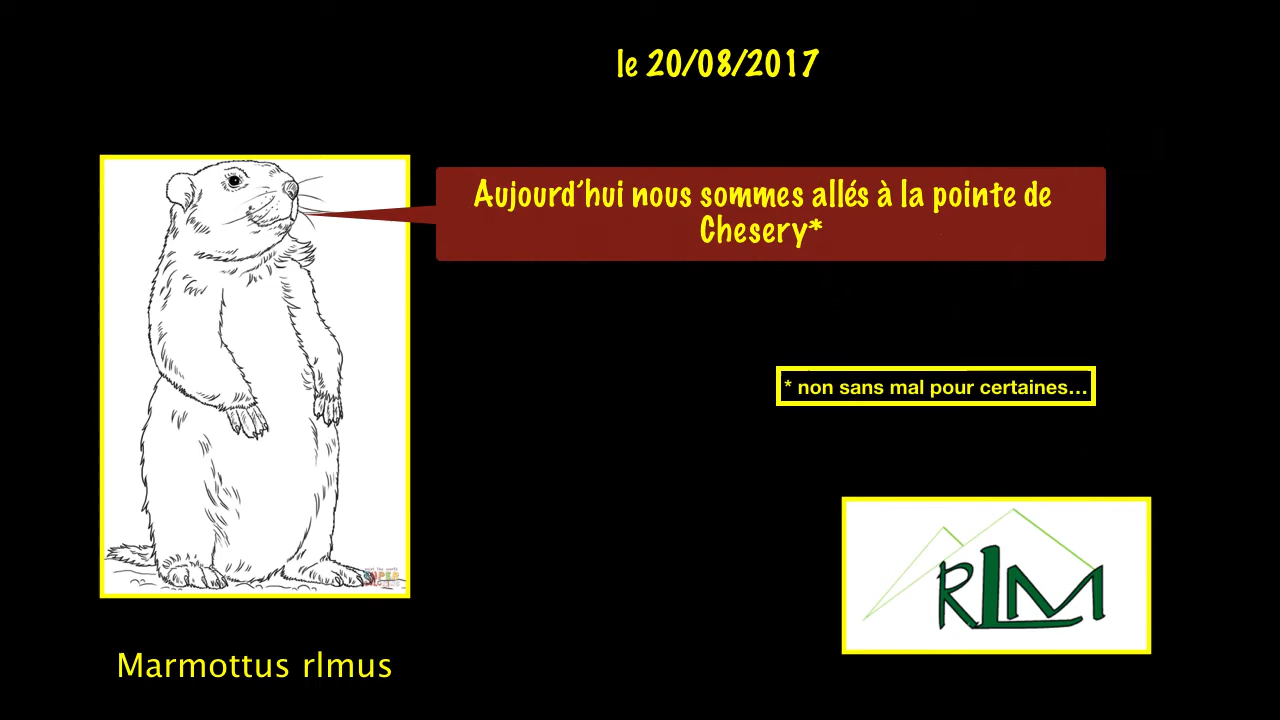 le 20/08/2017
Aujourd’hui nous sommes allés à la pointe de
Chesery*
* non sans mal pour certaines…
RLM
Marmottus rlmus